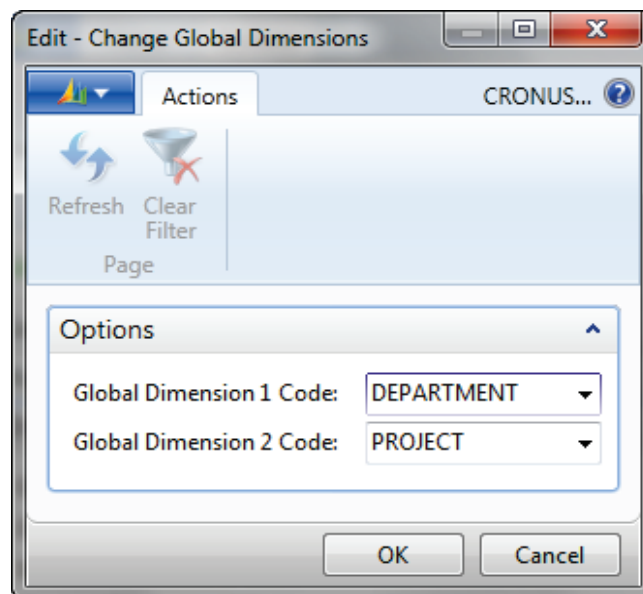 Edit - Change Global Dimensions
Actions
CRONUS...
Refresh
Clear
Filter
Page
Options
Global Dimension 1 Code:
DEPARTMENT
Global Dimension 2 Code:
PROJECT
OK
Cancel